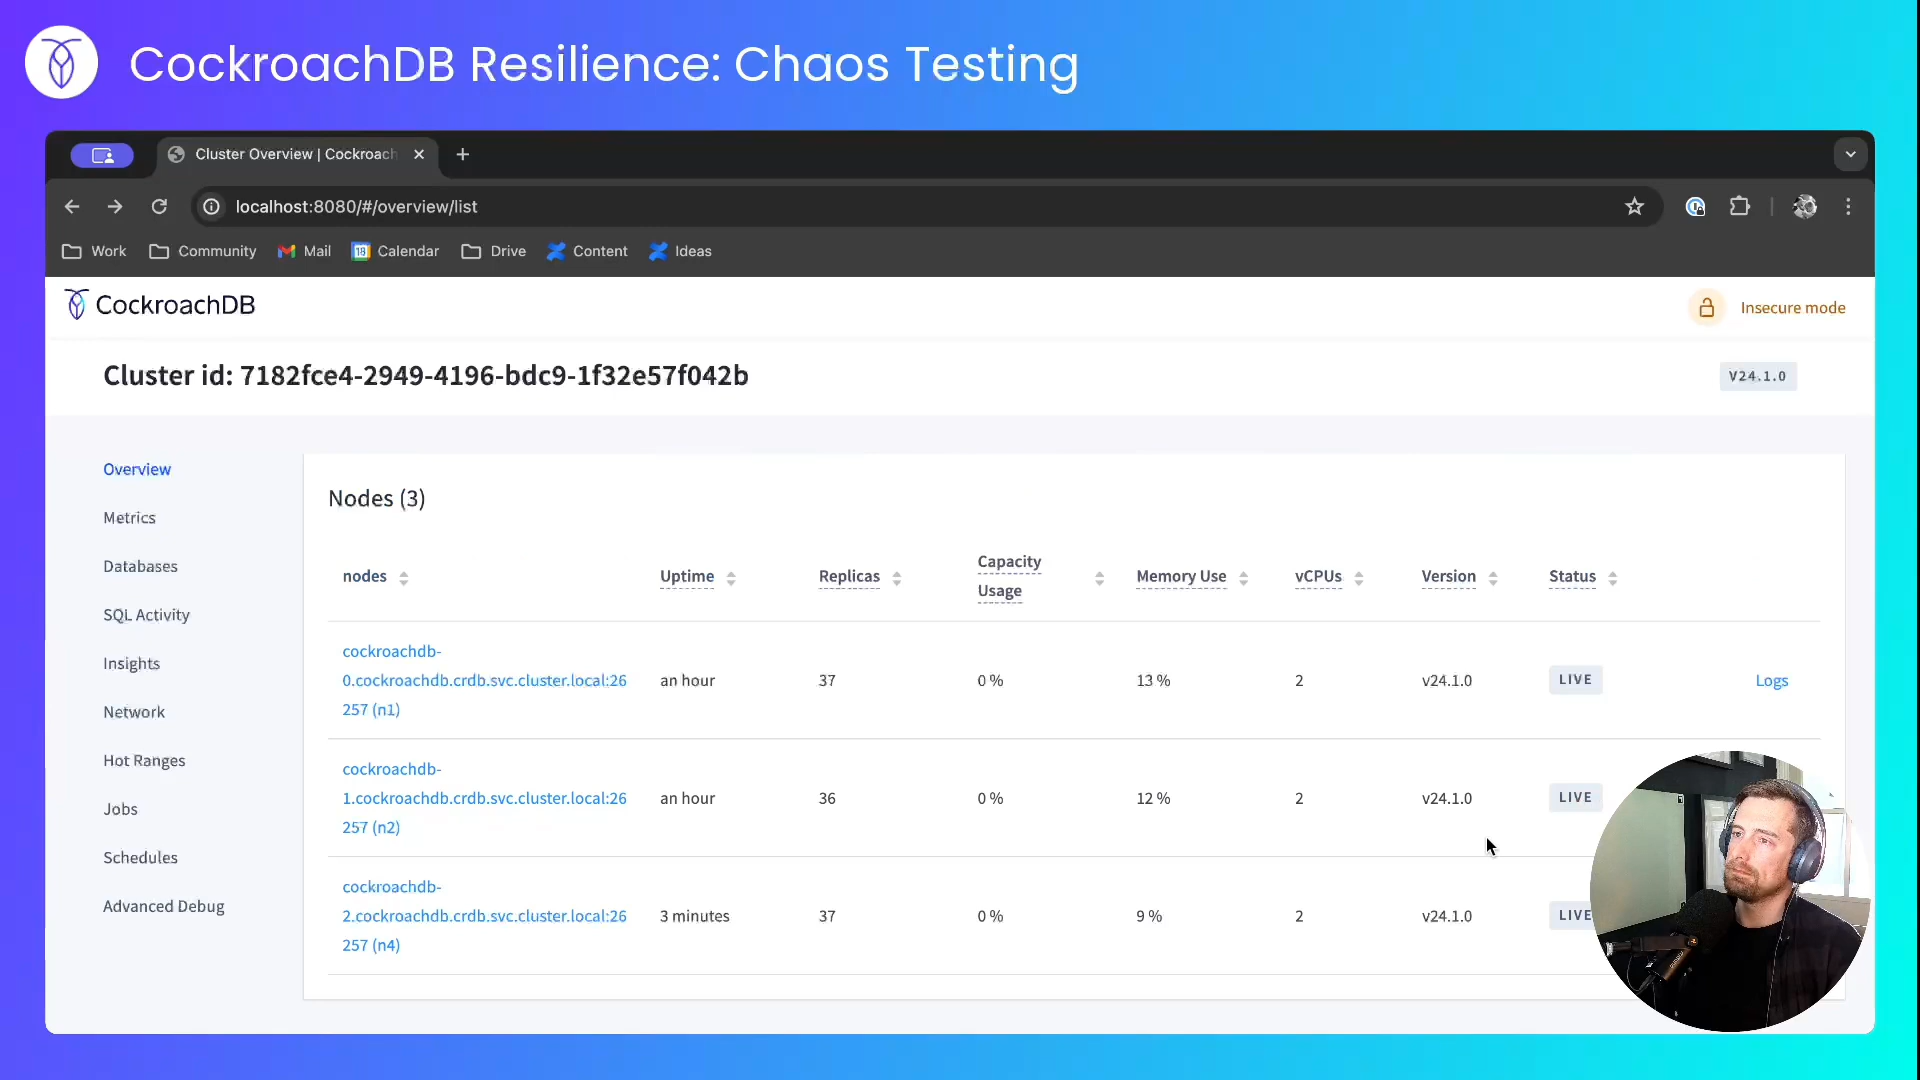 CockroachDB Resilience: Chaos Testing
Cluster Overview | Cockroach
localhost:8080/#/overview/list
Work
Community
Mail
18
Calendar
Drive
Content
Ideas
CockroachDB
Insecure mode
Cluster id: 7182fce4-2949-4196-bdc9-1f32e57f042b
V24.1.0
Overview
Metrics
Databases
SQL Activity
Insights
Network
Hot Ranges
Jobs
Schedules
Advanced Debug
Nodes (3)
nodes Uptime Replicas Capacity Usage Memory Use vCPUs Version Status
cockroachdb-
0.cockroachdb.crdb.svc.cluster.local:26 an hour 37 0 % 13 % 2 v24.1.0 LIVE Logs
257 (n1)
cockroachdb-
1.cockroachdb.crdb.svc.cluster.local:26 an hour 36 0 % 12 % 2 v24.1.0 LIVE
257 (n2)
cockroachdb-
2.cockroachdb.crdb.svc.cluster.local:26 3 minutes 37 0 % 9 % 2 v24.1.0 LIVE
257 (n4)